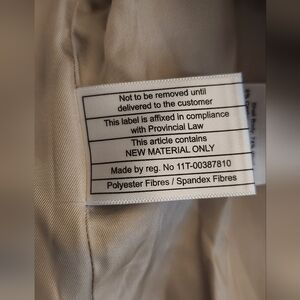 Not to be removed until
delivered to the customer
This label is affixed in compliance
with Provincial Law
This article contains
NEW MATERIAL ONLY
Made by reg. No 11T-00387810
Polyester Fibres / Spandex Fibres